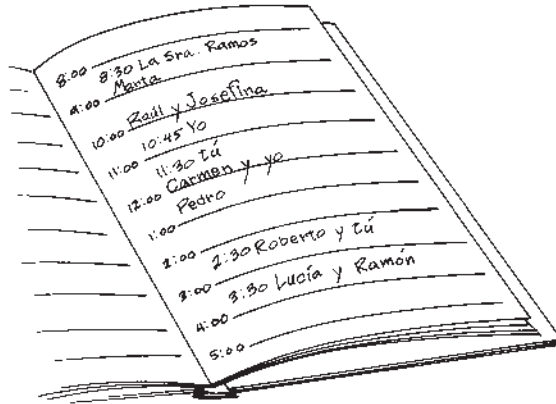 8:00
8:30 La Sra. Ramos
9:00 Marta
10:00 Raúl y Josefina
10:45 Yo
11:00
11:30 tú
12:00 Carmen y yo
Pedro
1:00
2:00
2:30 Roberto y tú
3:00
3:30 Lucía y Ramón
4:00
5:00